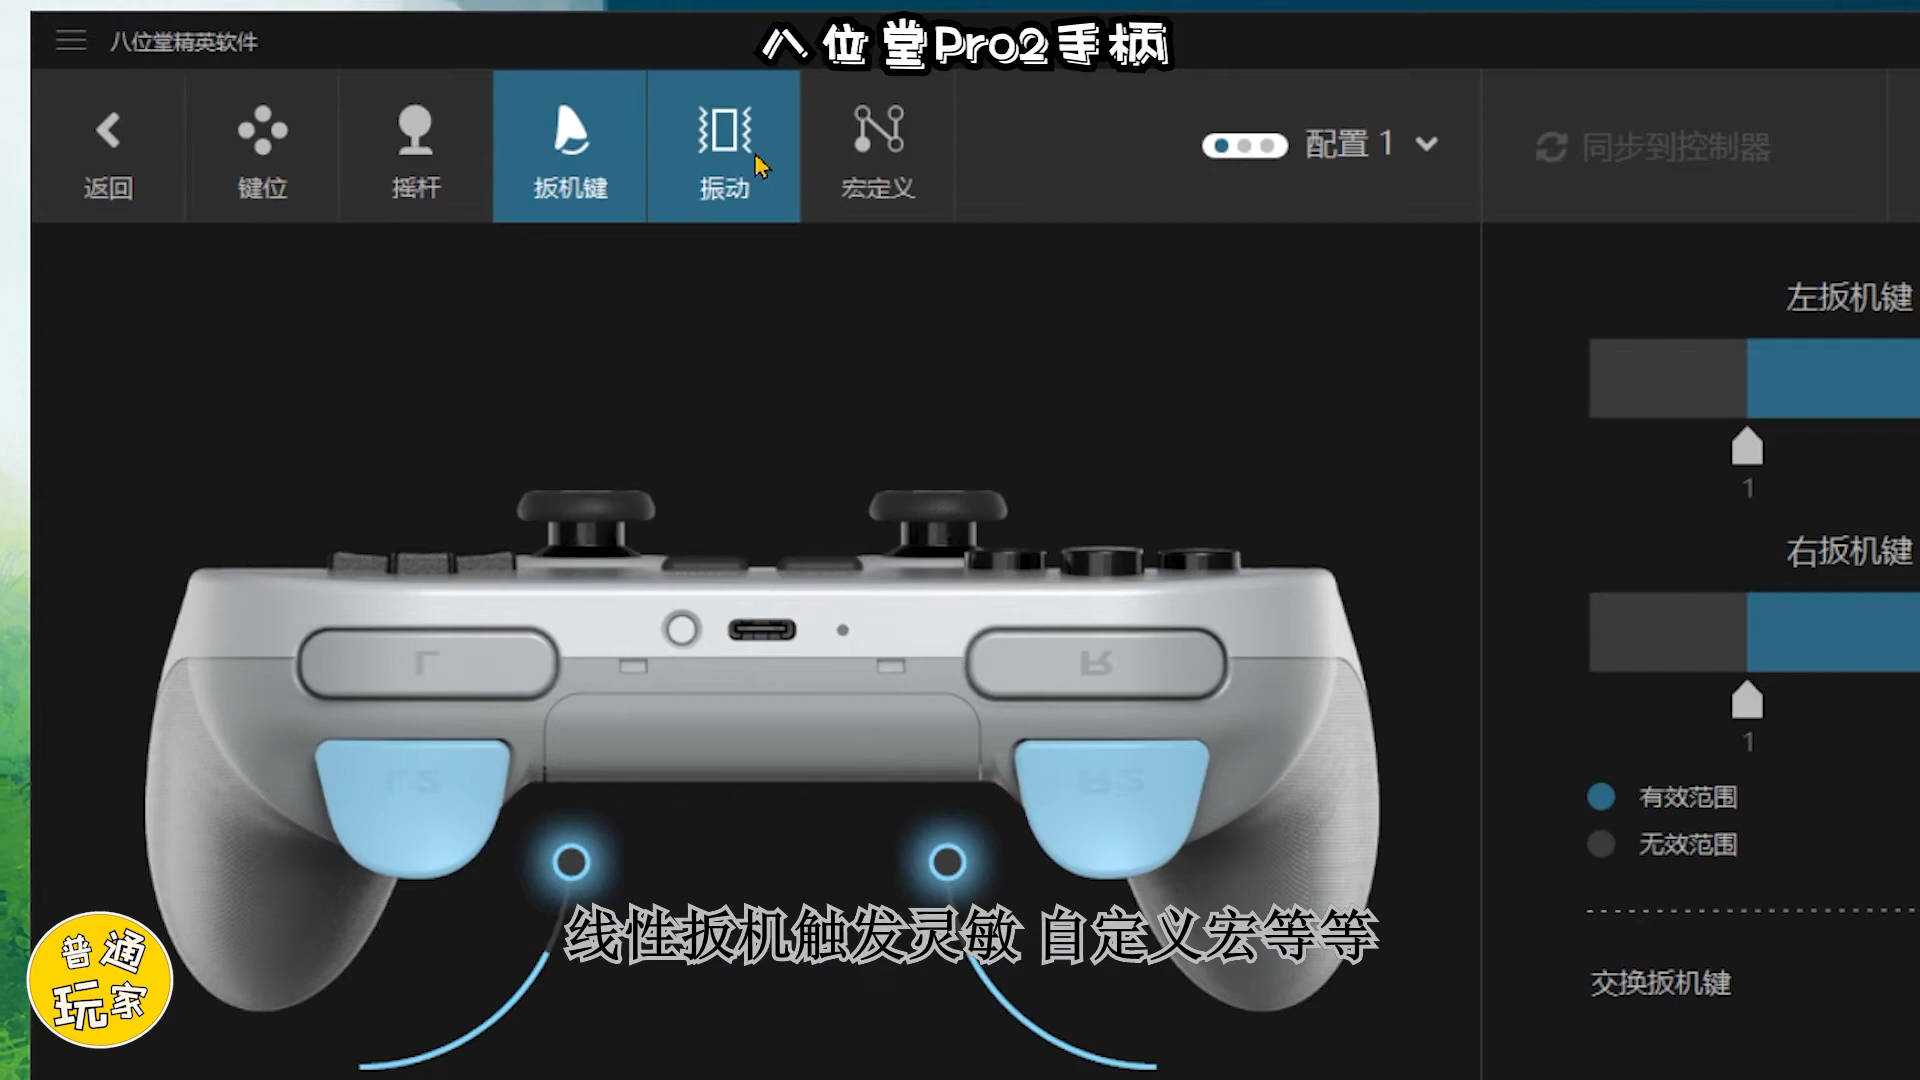 八位堂精英软件
八位堂Pro2手柄
返回
键位
摇杆
扳机键
振动
宏定义
配置 1
同步到控制器
左扳机键
1
右扳机键
1
L
R
L2
R2
有效范围
无效范围
线性扳机触发灵敏 自定义宏等等
普通
玩家
交换扳机键